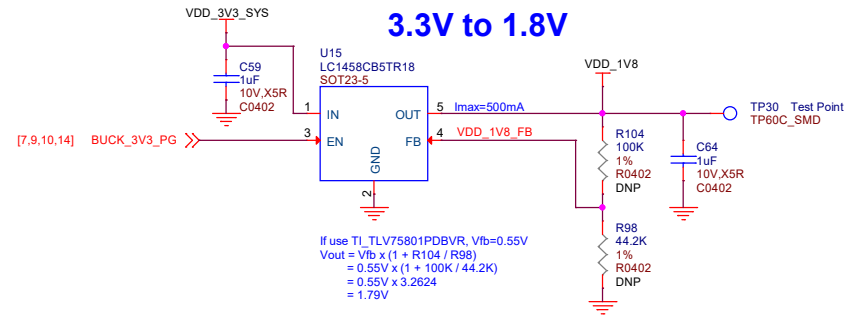 3.3V to 1.8V
VDD_3V3_SYS
C59
1uF
10V,X5R
C0402
U15
LC1458CB5TR18
SOT23-5
1
IN
OUT
5
Imax=500mA
3
EN
FB
4
VDD_1V8_FB
GND
2
[7,9,10,14] BUCK_3V3_PG
VDD_1V8
R104
100K
1%
R0402
DNP
C64
1uF
10V,X5R
C0402
TP30 Test Point
TP60C_SMD
R98
44.2K
1%
R0402
DNP
If use TI_TLV75801PDBVR, Vfb=0.55V
Vout = Vfb x (1 + R104 / R98)
= 0.55V x (1 + 100K / 44.2K)
= 0.55V x 3.2624
= 1.79V